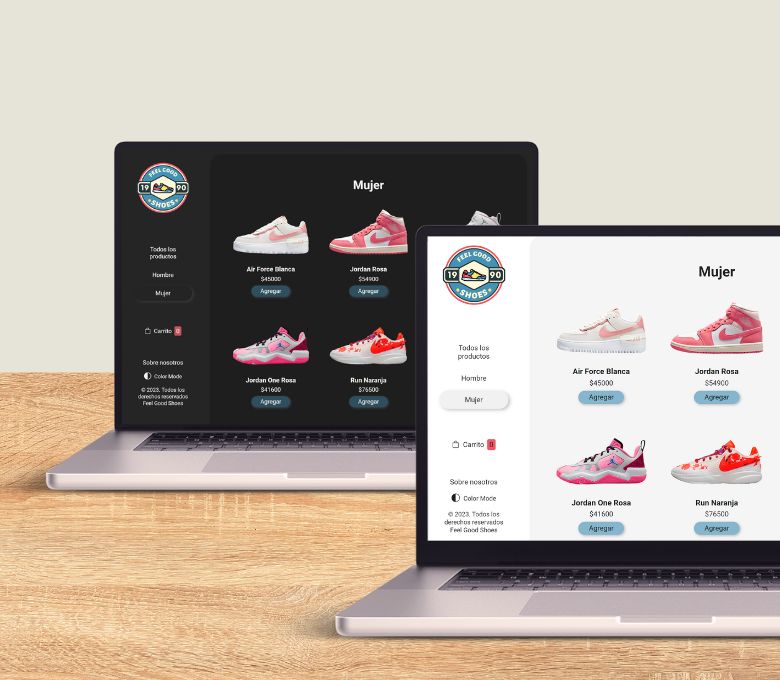 FEEL GOOD
19 90
SHOES
Todos los
productos
Hombre
Mujer
Carrito 0
Sobre nosotros
Color Mode
© 2023. Todos los
derechos reservados
Feel Good Shoes
Mujer
Air Force Blanca
$45000
Agregar
Jordan Rosa
$54900
Agregar
Jordan One Rosa
$41600
Agregar
Run Naranja
$76500
Agregar
FEEL GOOD
19 90
SHOES
Todos los
productos
Hombre
Mujer
Carrito 0
Sobre nosotros
Color Mode
© 2023. Todos los
derechos reservados
Feel Good Shoes
Mujer
Air Force Blanca
$45000
Agregar
Jordan Rosa
$54900
Agregar
Jordan One Rosa
$41600
Agregar
Run Naranja
$76500
Agregar